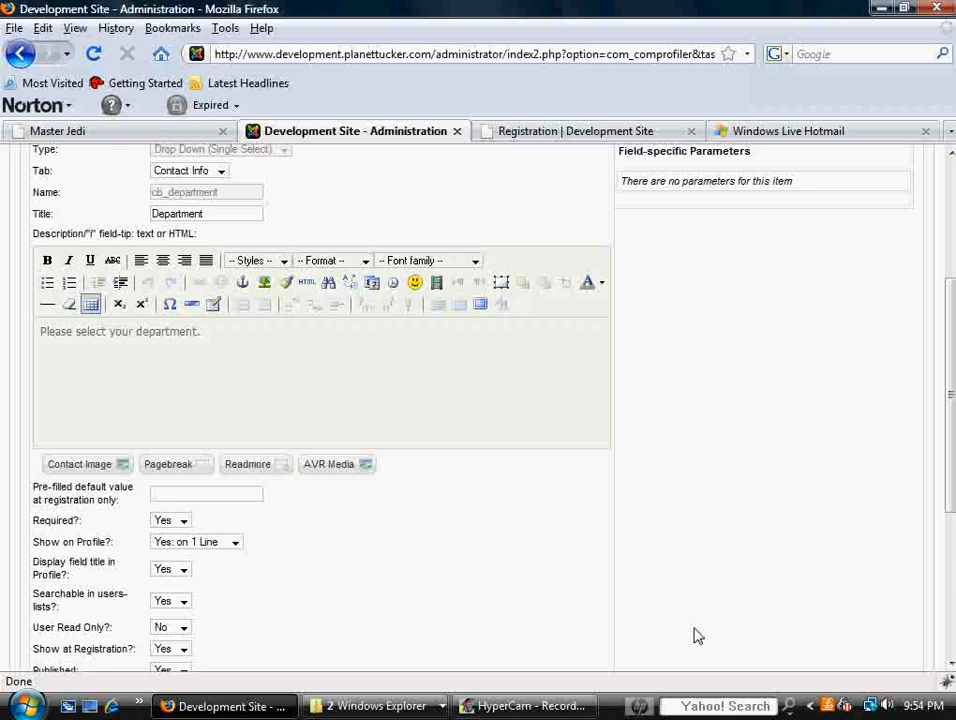 Development Site - Administration - Mozilla Firefox
File Edit View History Bookmarks Tools Help
http://www.development.planettucker.com/administrator/index2.php?option=com_comprofiler&tas
Google
Most Visited Getting Started Latest Headlines
Norton Expired
Master Jedi
Development Site - Administration
Registration | Development Site
Windows Live Hotmail
Type: Drop Down (Single Select)
Field-specific Parameters
Tab: Contact Info
There are no parameters for this item
Name: cb_department
Title: Department
Description/"i" field-tip: text or HTML:
B I U ABC -- Styles -- -- Format -- -- Font family --
HTML A
Please select your department.
Contact Image Pagebreak Readmore AVR Media
Pre-filled default value
at registration only:
Required?: Yes
Show on Profile?: Yes: on 1 Line
Display field title in
Profile?: Yes
Searchable in users-
lists?: Yes
User Read Only?: No
Show at Registration?: Yes
Published: Yes
Done
Development Site - ...
2 Windows Explorer
HyperCam - Record...
Yahoo! Search
9:54 PM